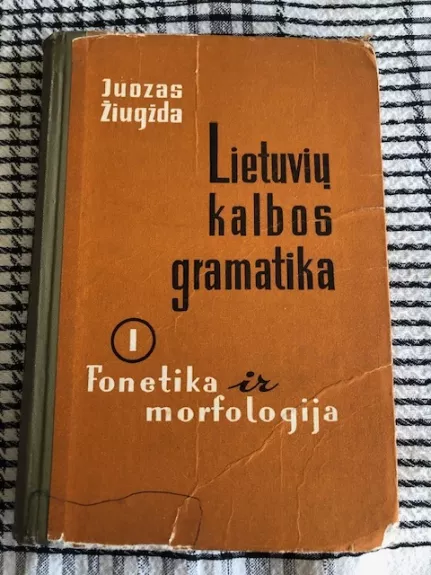 Juozas
Žiugžda
Lietuvių
kalbos
gramatika
I
Fonetika ir
morfologija